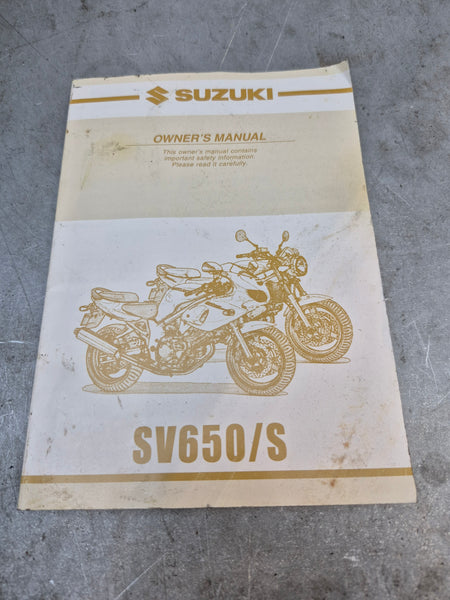 SUZUKI
OWNER'S MANUAL
This owner's manual contains
important safety information.
Please read it carefully.
SV650/S